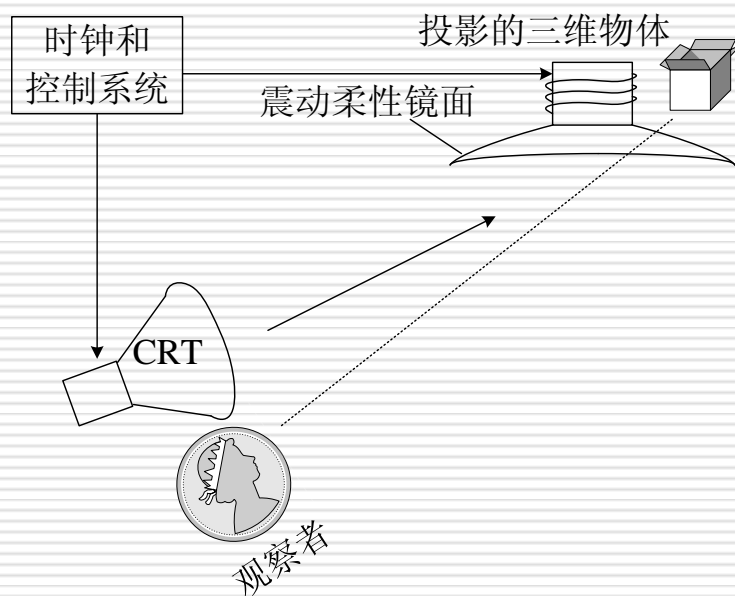 时钟和
控制系统
投影的三维物体
震动柔性镜面
CRT
观察者